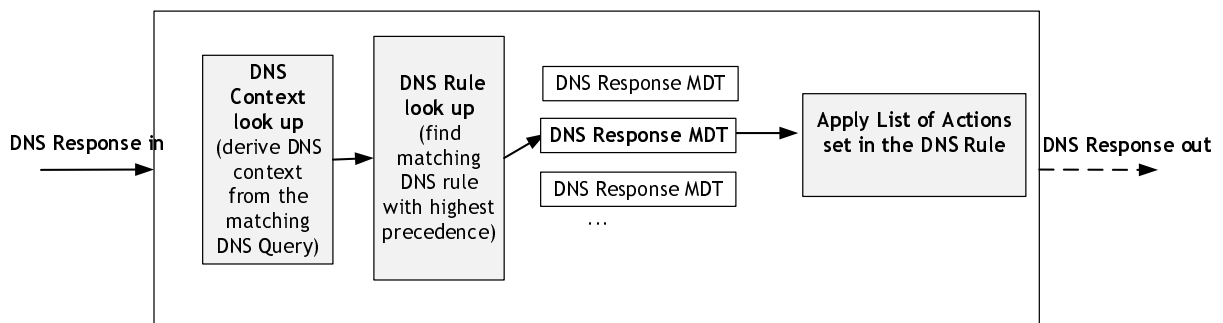 DNS Response in
DNS
Context
look up
(derive DNS
context
from the
matching
DNS Query)
DNS Rule
look up
(find
matching
DNS rule
with highest
precedence)
DNS Response MDT
DNS Response MDT
DNS Response MDT
...
Apply List of Actions
set in the DNS Rule
DNS Response out